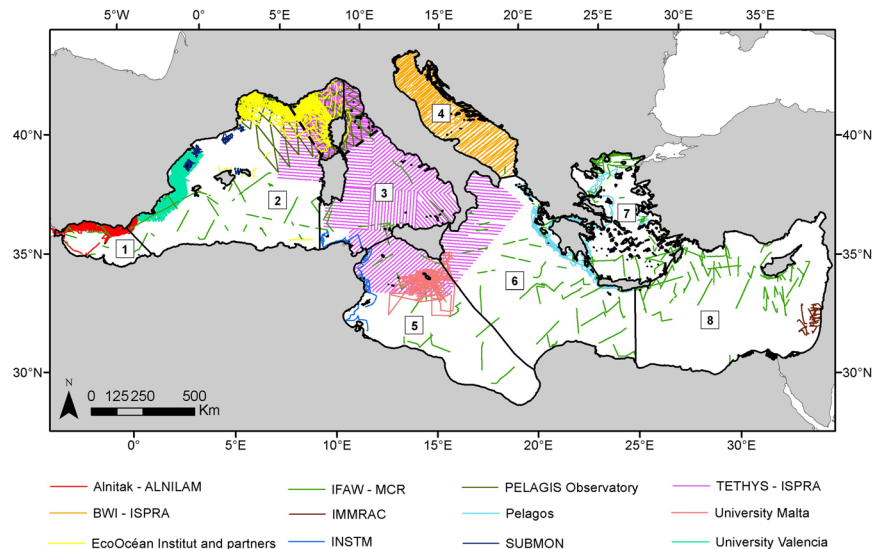 5°W 0° 5°E 10°E 15°E 20°E 25°E 30°E 35°E 40°E
40°N 40°N
35°N 35°N
30°N 30°N
1
2
3
4
5
6
7
8
N
0 125 250 500
Km
0° 5°E 10°E 15°E 20°E 25°E 30°E
Alnitak - ALNILAM IFAW - MCR PELAGIS Observatory TETHYS - ISPRA
BWI - ISPRA IMMRAC Pelagos University Malta
EcoOcéan Institut and partners INSTM SUBMON University Valencia